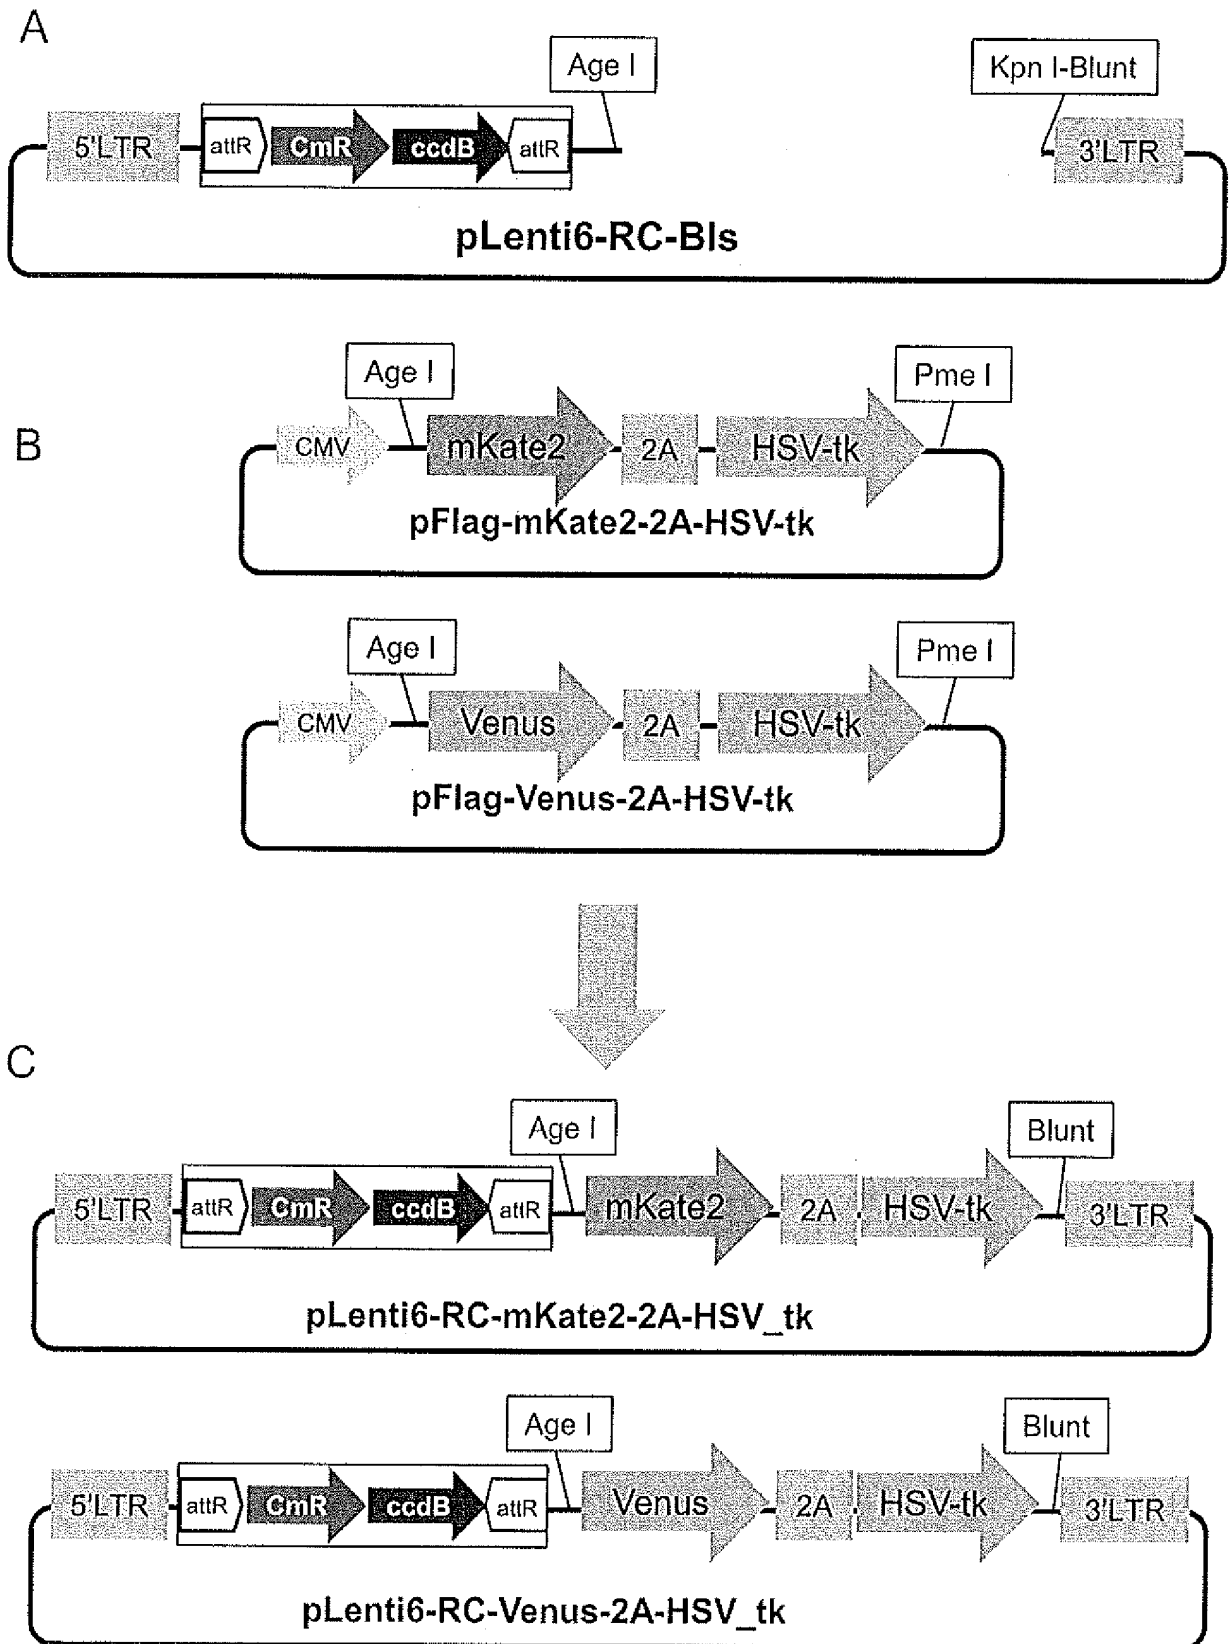 A
Age I
Kpn I-Blunt
5'LTR
attR
CmR
ccdB
attR
3'LTR
pLenti6-RC-Bls
B
Age I
Pme I
CMV
mKate2
2A
HSV-tk
pFlag-mKate2-2A-HSV-tk
Age I
Pme I
CMV
Venus
2A
HSV-tk
pFlag-Venus-2A-HSV-tk
C
Age I
Blunt
5'LTR
attR
CmR
ccdB
attR
mKate2
2A
HSV-tk
3'LTR
pLenti6-RC-mKate2-2A-HSV_tk
Age I
Blunt
5'LTR
attR
CmR
ccdB
attR
Venus
2A
HSV-tk
3'LTR
pLenti6-RC-Venus-2A-HSV_tk